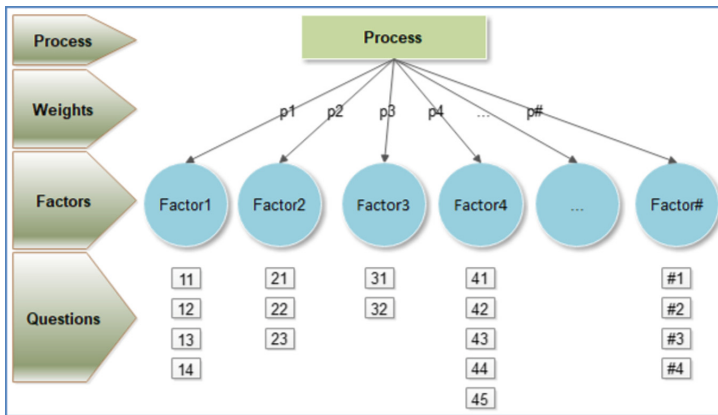 Process
Process
Weights
p1 p2 p3 p4 ... p#
Factors
Factor1 Factor2 Factor3 Factor4 ... Factor#
Questions
11 21 31 41 #1
12 22 32 42 #2
13 23 43 #3
14 44 #4
45